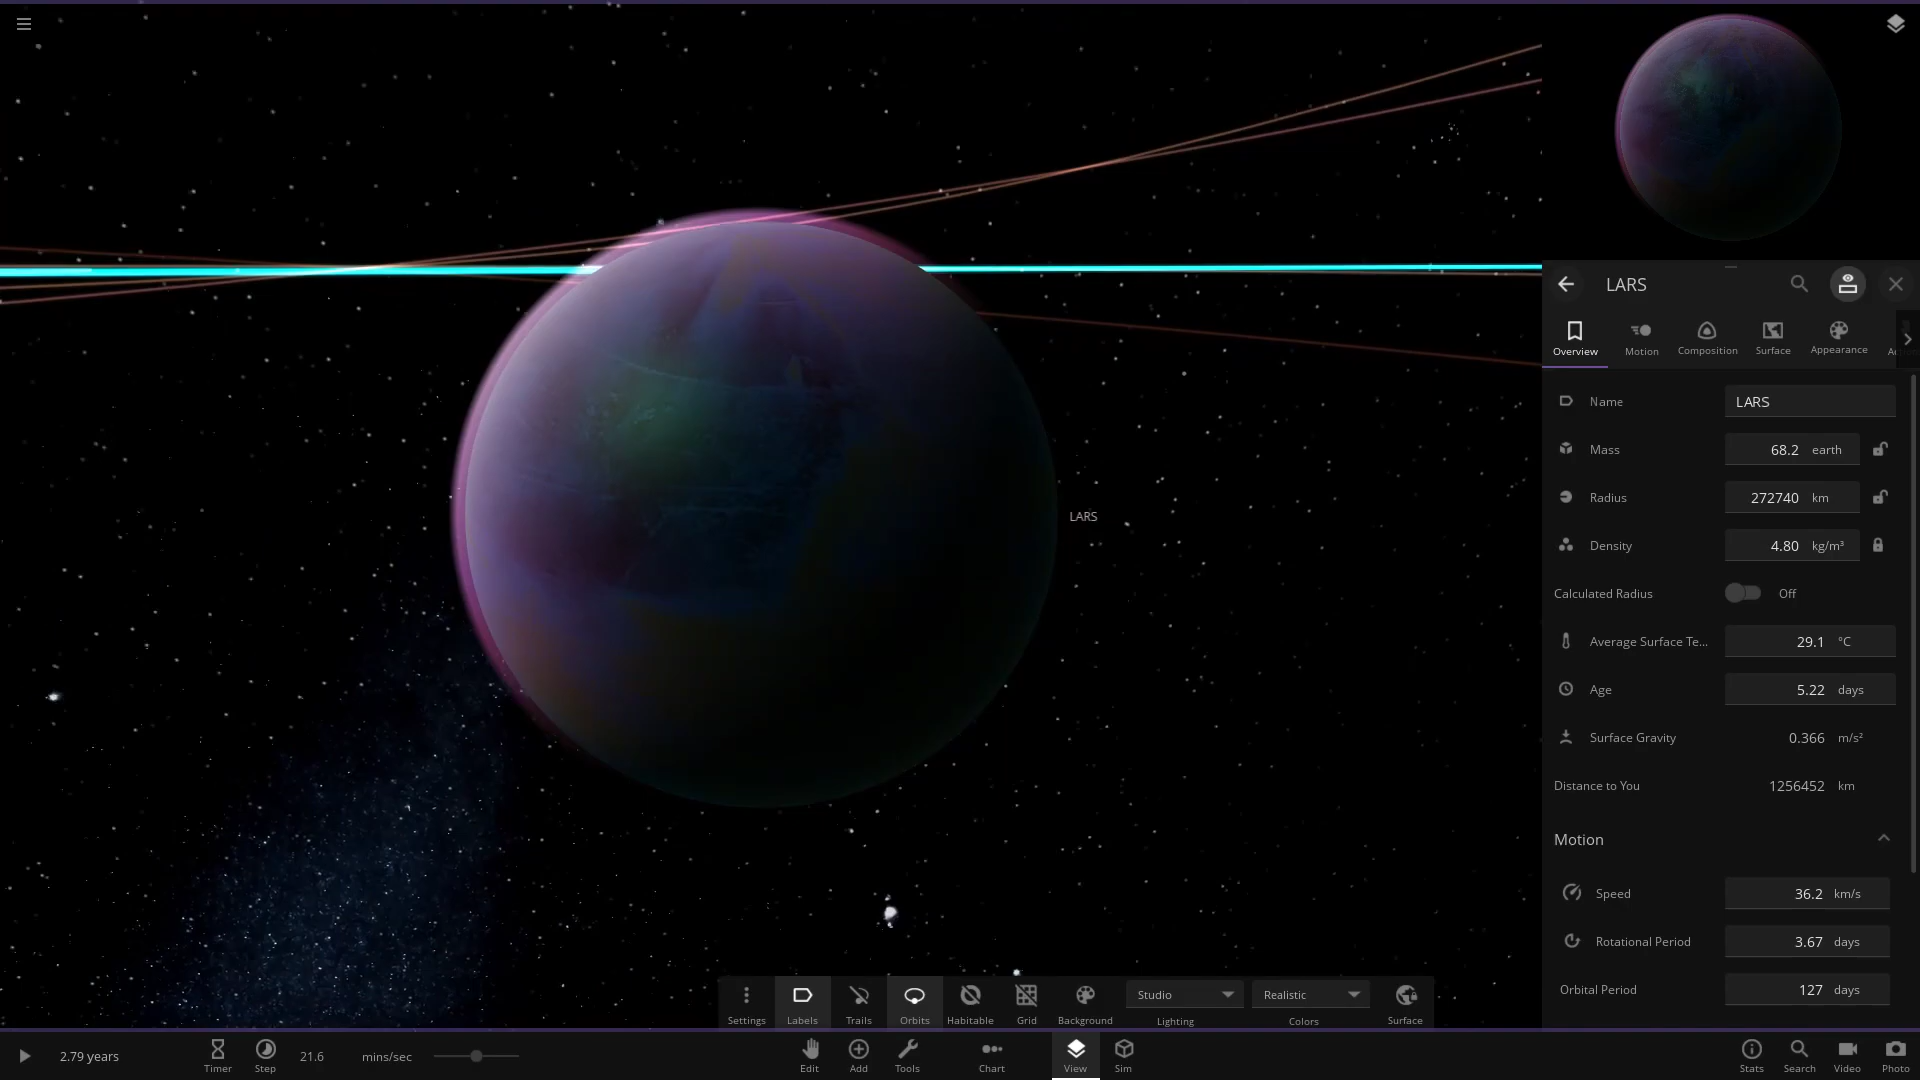 LARS
Overview
Motion
Composition
Surface
Appearance
Name LARS
Mass 68.2 earth
Radius 272740 km
Density 4.80 kg/m³
Calculated Radius Off
Average Surface Te... 29.1 °C
Age 5.22 days
Surface Gravity 0.366 m/s²
Distance to You 1256452 km
Motion
Speed 36.2 km/s
Rotational Period 3.67 days
Orbital Period 127 days
LARS
Settings
Labels
Trails
Orbits
Habitable
Grid
Background
Studio
Lighting
Realistic
Colors
Surface
2.79 years
Timer
Step
21.6 mins/sec
Edit
Add
Tools
Chart
View
Sim
Stats
Search
Video
Photo